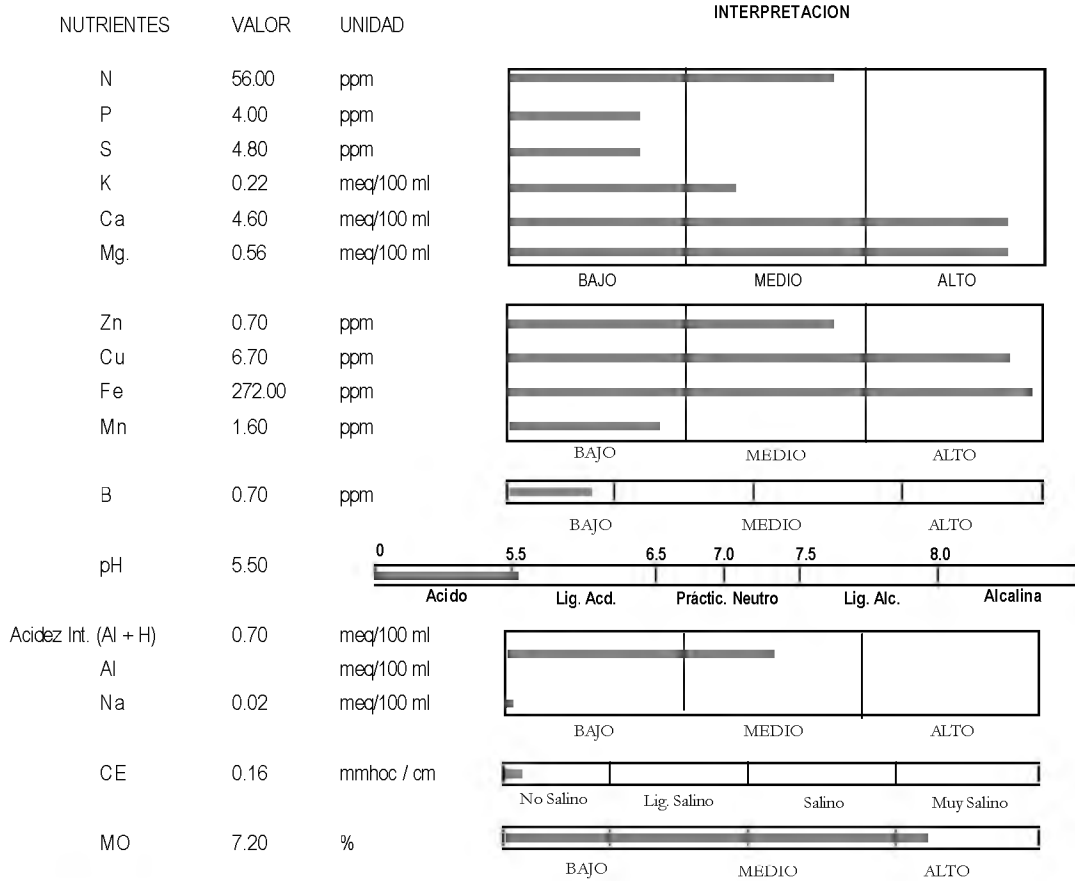 INTERPRETACION
NUTRIENTES VALOR UNIDAD
N 56.00 ppm
P 4.00 ppm
S 4.80 ppm
K 0.22 meq/100 ml
Ca 4.60 meq/100 ml
Mg. 0.56 meq/100 ml
BAJO MEDIO ALTO
Zn 0.70 ppm
Cu 6.70 ppm
Fe 272.00 ppm
Mn 1.60 ppm
BAJO MEDIO ALTO
B 0.70 ppm
BAJO MEDIO ALTO
0 5.5 6.5 7.0 7.5 8.0
pH 5.50
Acido Lig. Acd. Práctic. Neutro Lig. Alc. Alcalina
Acidez Int. (Al + H) 0.70 meq/100 ml
Al meq/100 ml
Na 0.02 meq/100 ml
BAJO MEDIO ALTO
CE 0.16 mmhoc / cm
No Salino Lig. Salino Salino Muy Salino
MO 7.20 %
BAJO MEDIO ALTO